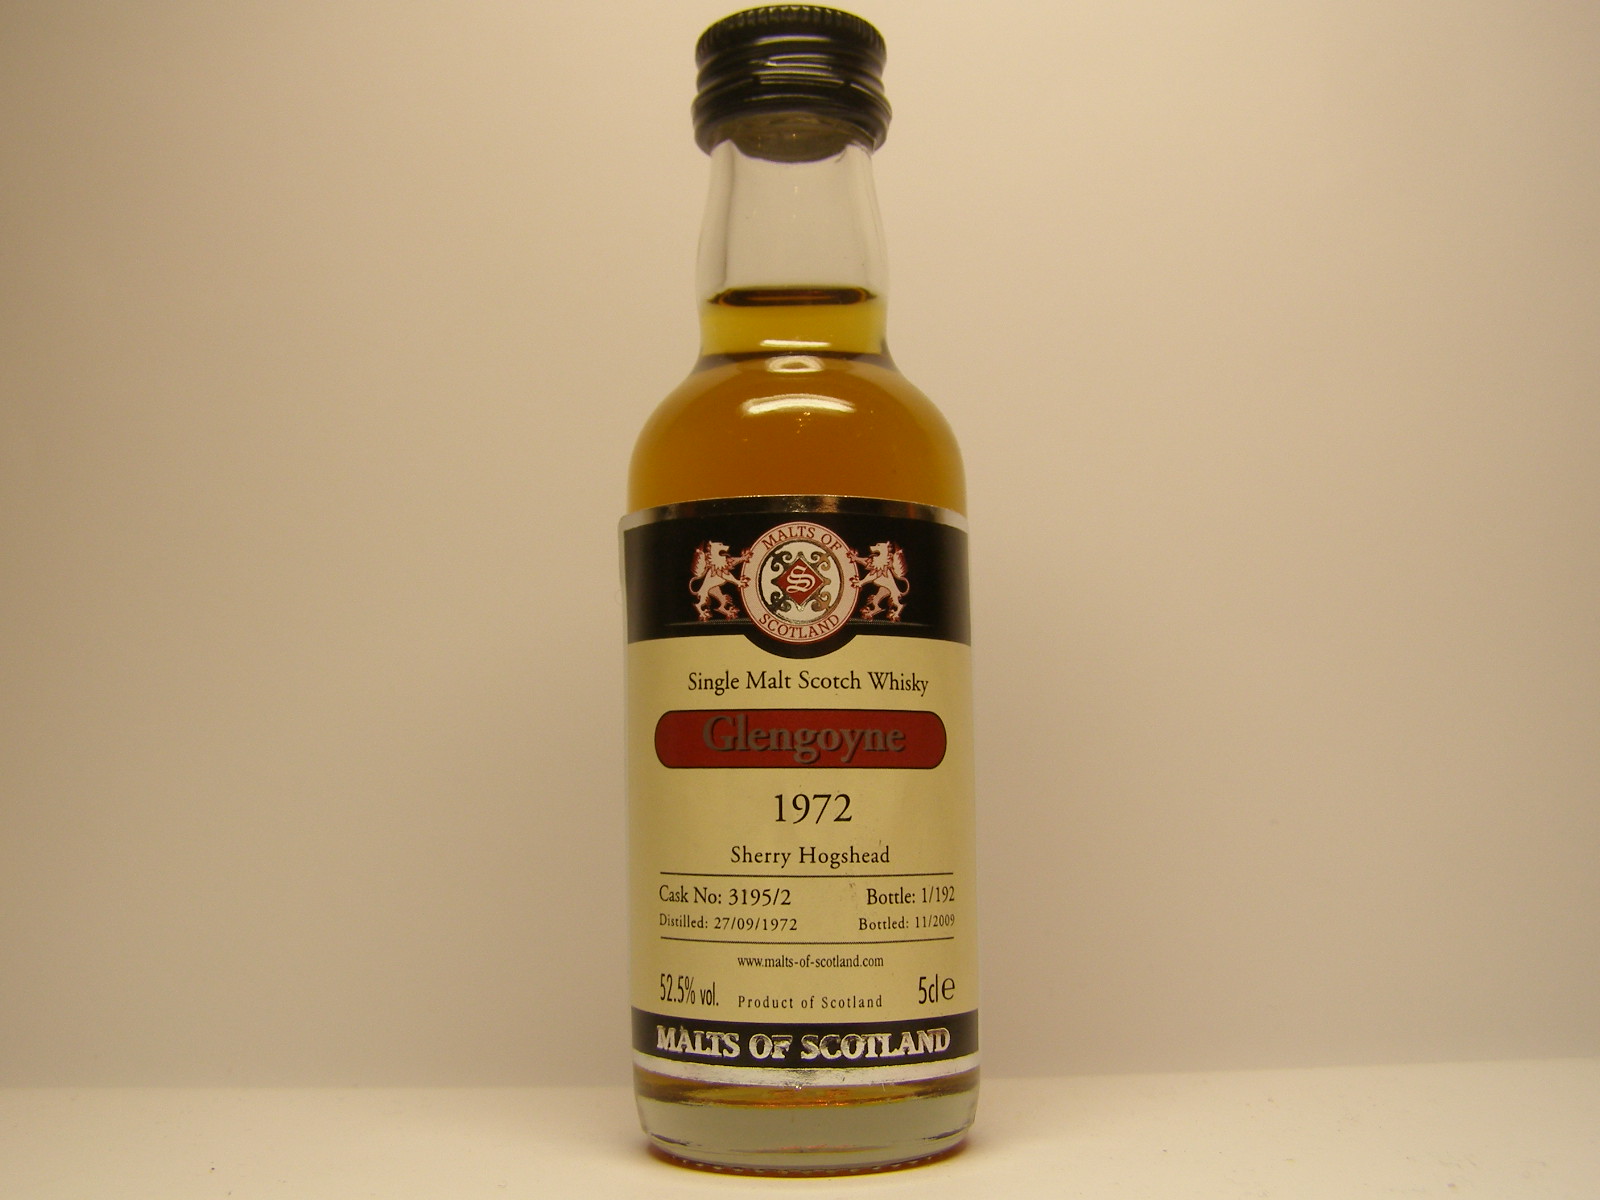 MALTS OF
S
SCOTLAND
Single Malt Scotch Whisky
Glengoyne
1972
Sherry Hogshead
Cask No: 3195/2 Bottle: 1/192
Distilled: 27/09/1972 Bottled: 11/2009
www.malts-of-scotland.com
52.5% vol. Product of Scotland 5cl e
MALTS OF SCOTLAND